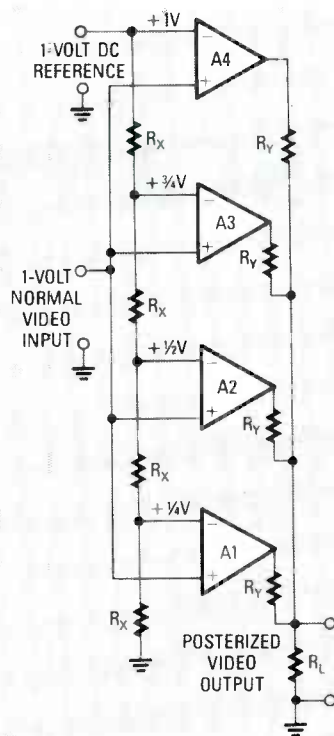 1-VOLT DC
REFERENCE
+ 1V
−
+
A4
R_X
R_Y
+ ¾V
−
+
A3
R_Y
1-VOLT
NORMAL
VIDEO
INPUT
R_X
+ ½V
−
+
A2
R_Y
R_X
+ ¼V
−
+
A1
R_Y
R_X
POSTERIZED
VIDEO
OUTPUT
R_L